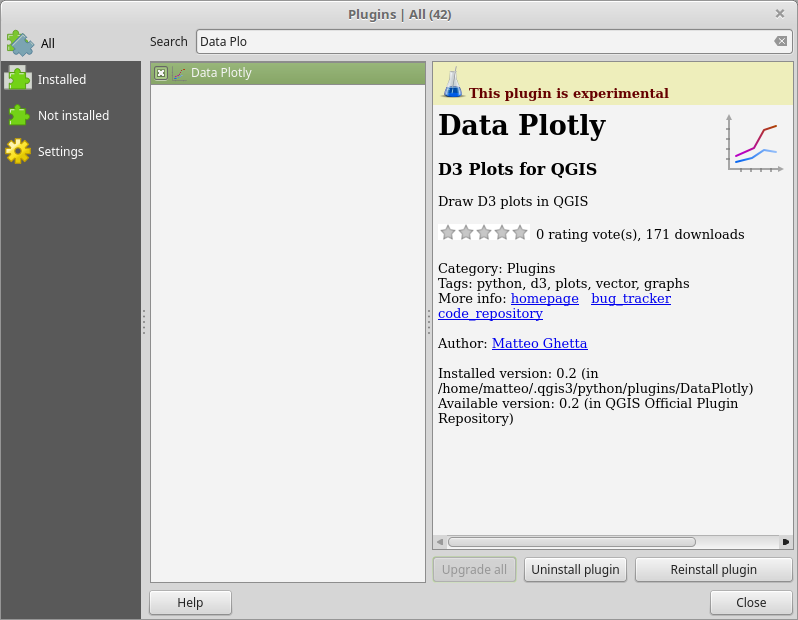 Plugins | All (42)
All
Search
Data Plo
Installed
Not installed
Settings
Data Plotly
This plugin is experimental
Data Plotly
D3 Plots for QGIS
Draw D3 plots in QGIS
0 rating vote(s), 171 downloads
Category: Plugins
Tags: python, d3, plots, vector, graphs
More info: homepage bug_tracker
code_repository
Author: Matteo Ghetta
Installed version: 0.2 (in
/home/matteo/.qgis3/python/plugins/DataPlotly)
Available version: 0.2 (in QGIS Official Plugin
Repository)
Upgrade all
Uninstall plugin
Reinstall plugin
Help
Close